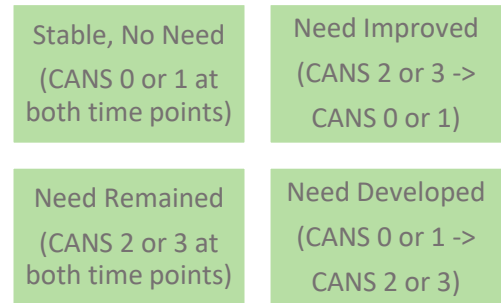 Stable, No Need
(CANS 0 or 1 at
both time points)
Need Improved
(CANS 2 or 3 ->
CANS 0 or 1)
Need Remained
(CANS 2 or 3 at
both time points)
Need Developed
(CANS 0 or 1 ->
CANS 2 or 3)